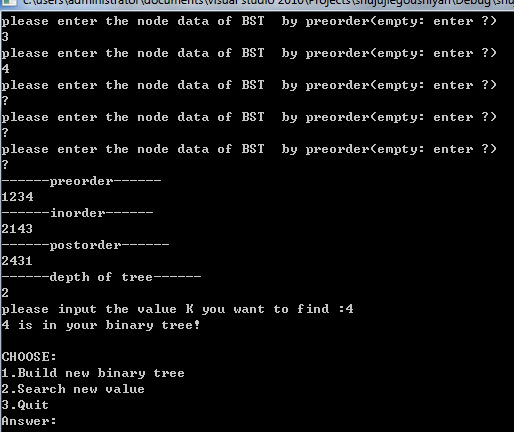 C:\users\administrator\documents\visual studio 2010\Projects\shujujiegoushiyan\Debug\shu
please enter the node data of BST  by preorder(empty: enter ?)
3
please enter the node data of BST  by preorder(empty: enter ?)
4
please enter the node data of BST  by preorder(empty: enter ?)
?
please enter the node data of BST  by preorder(empty: enter ?)
?
please enter the node data of BST  by preorder(empty: enter ?)
?
------preorder------
1234
------inorder------
2143
------postorder------
2431
------depth of tree------
2
please input the value K you want to find :4
4 is in your binary tree!
CHOOSE:
1.Build new binary tree
2.Search new value
3.Quit
Answer: